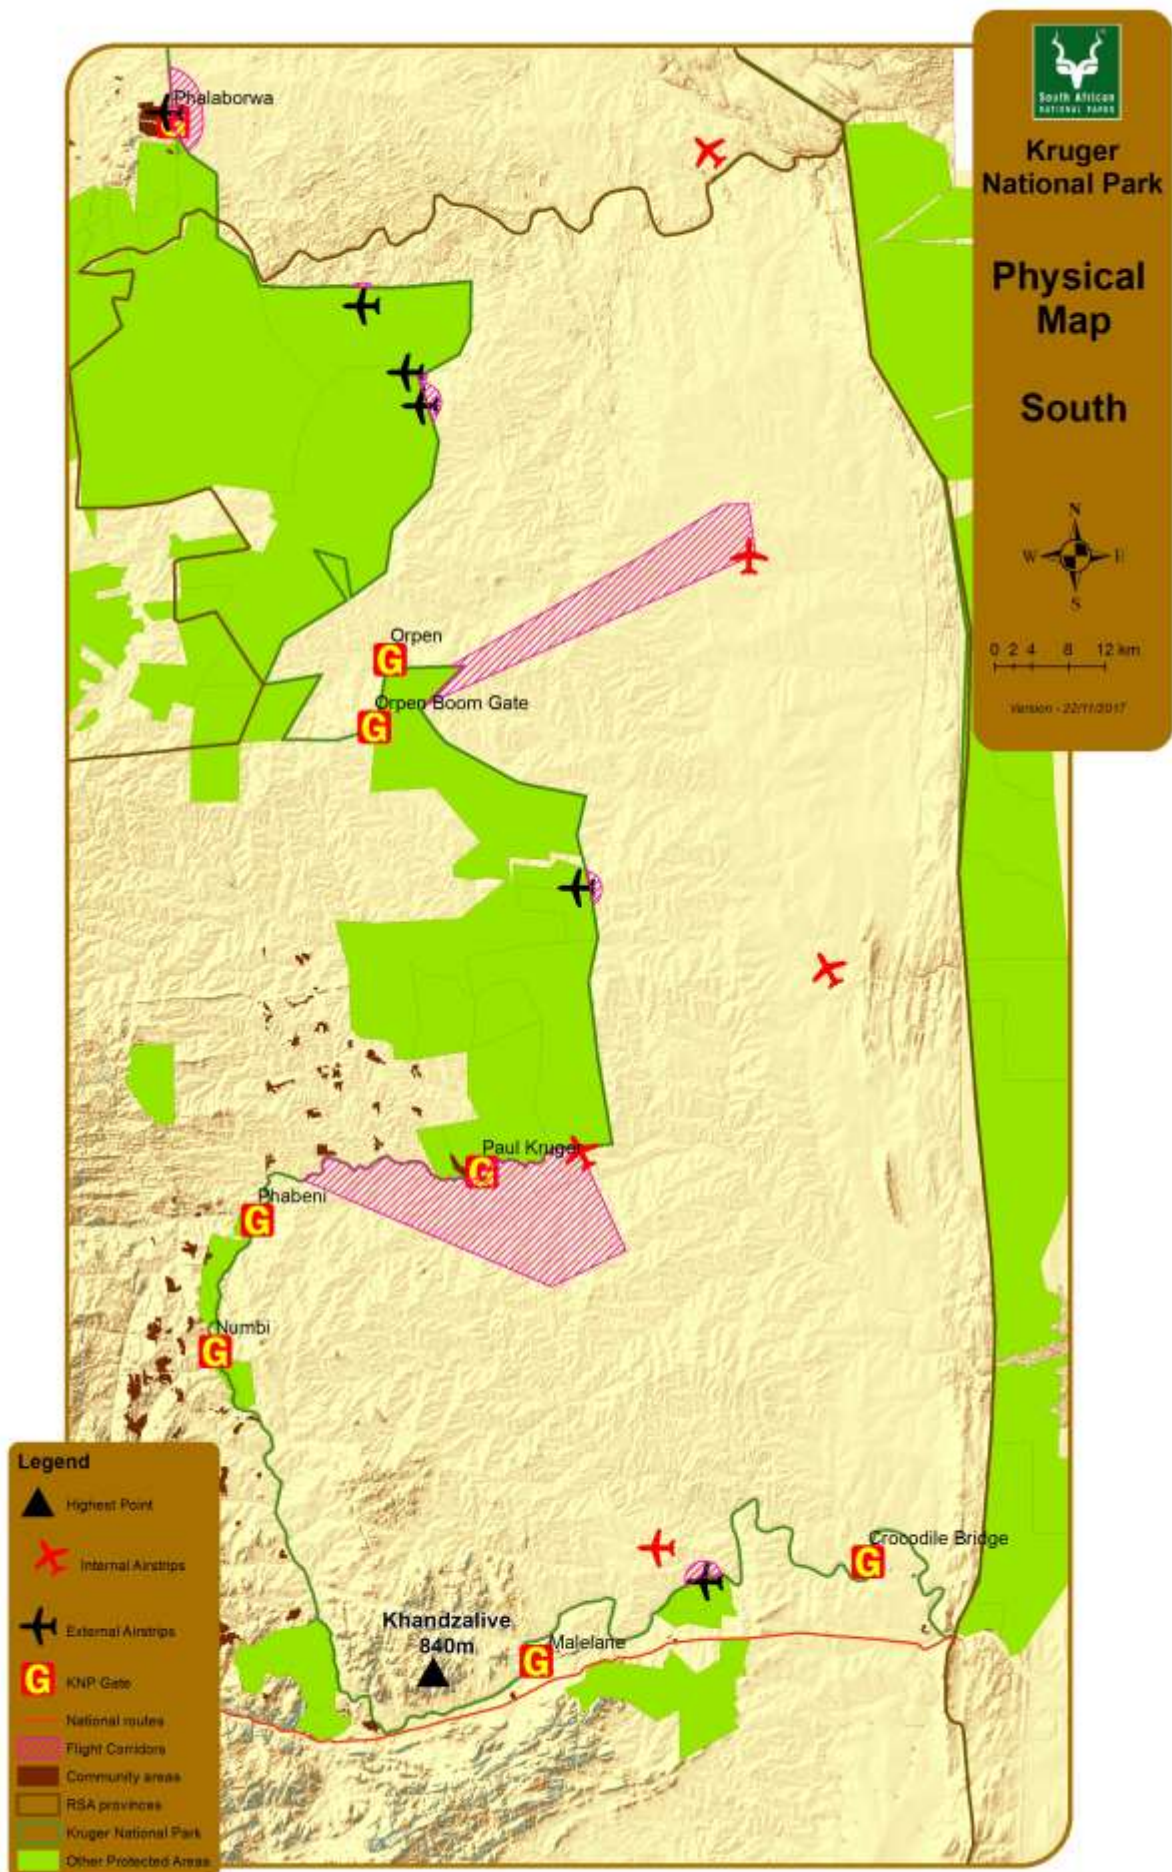 South African
NATIONAL PARKS
Kruger
National Park
Physical
Map
South
N
W E
S
0 2 4 8 12 km
Version - 22/11/2017
Phalaborwa
Orpen
G
Orpen Boom Gate
G
Paul Kruger
G
Phabeni
G
Numbi
G
Crocodile Bridge
G
Khandzalive
840m
Malelane
G
Legend
Highest Point
Internal Airstrips
External Airstrips
G KNP Gate
National routes
Flight Corridors
Community areas
RSA provinces
Kruger National Park
Other Protected Areas